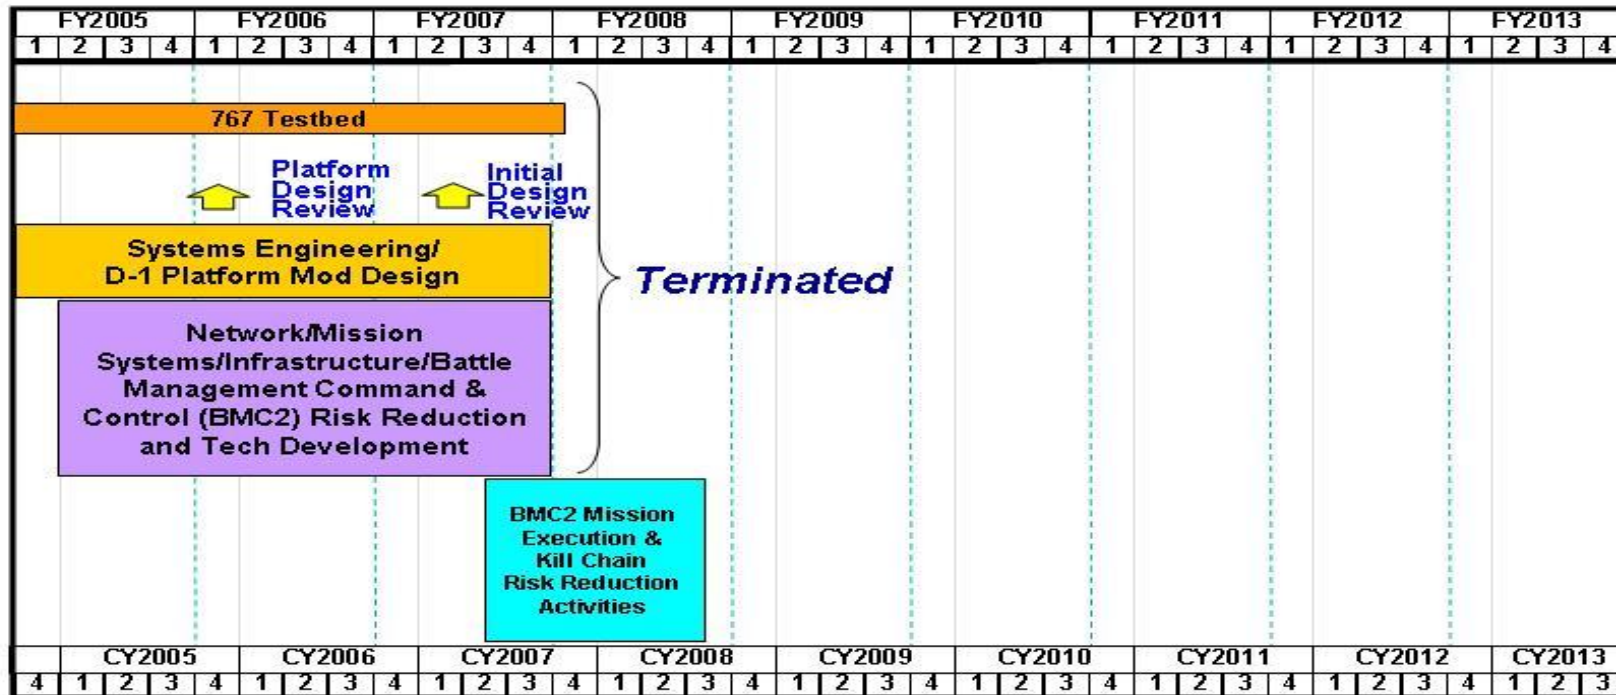 FY2005 FY2006 FY2007 FY2008 FY2009 FY2010 FY2011 FY2012 FY2013
1 2 3 4 1 2 3 4 1 2 3 4 1 2 3 4 1 2 3 4 1 2 3 4 1 2 3 4 1 2 3 4 1 2 3 4
767 Testbed
Platform
Design
Review
Initial
Design
Review
Systems Engineering/
D-1 Platform Mod Design
Terminated
Network/Mission
Systems/Infrastructure/Battle
Management Command &
Control (BMC2) Risk Reduction
and Tech Development
BMC2 Mission
Execution &
Kill Chain
Risk Reduction
Activities
CY2005 CY2006 CY2007 CY2008 CY2009 CY2010 CY2011 CY2012 CY2013
4 1 2 3 4 1 2 3 4 1 2 3 4 1 2 3 4 1 2 3 4 1 2 3 4 1 2 3 4 1 2 3 4 1 2 3